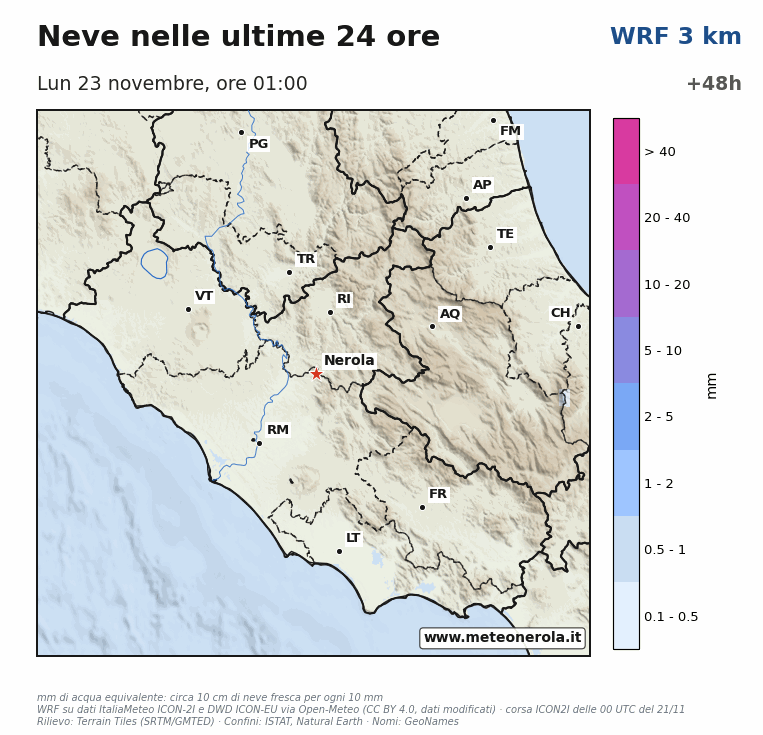 Neve nelle ultime 24 ore
WRF 3 km
Lun 23 novembre, ore 01:00
+48h
FM
PG
AP
TE
TR
VT
RI
AQ
CH
Nerola
RM
FR
LT
www.meteonerola.it
> 40
20 - 40
10 - 20
5 - 10
2 - 5
1 - 2
0.5 - 1
0.1 - 0.5
mm
mm di acqua equivalente: circa 10 cm di neve fresca per ogni 10 mm
WRF su dati ItaliaMeteo ICON-2I e DWD ICON-EU via Open-Meteo (CC BY 4.0, dati modificati) · corsa ICON2I delle 00 UTC del 21/11
Rilievo: Terrain Tiles (SRTM/GMTED) · Confini: ISTAT, Natural Earth · Nomi: GeoNames